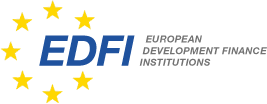 EDFI
EUROPEAN
DEVELOPMENT FINANCE
INSTITUTIONS